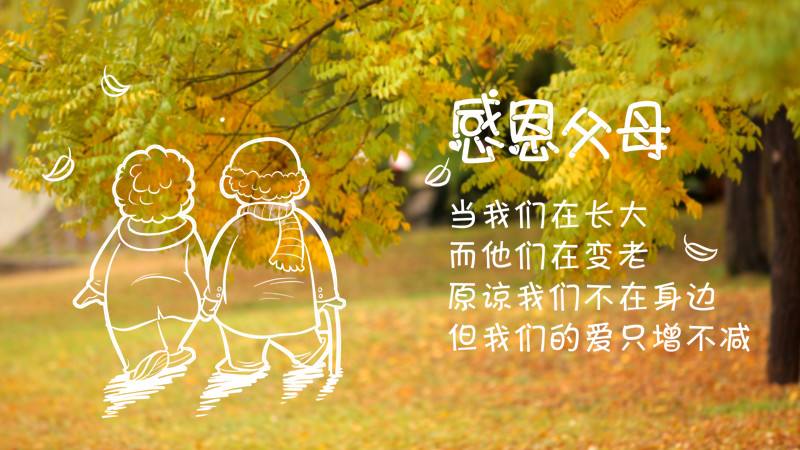 感恩父母
当我们在长大
而他们在变老
原谅我们不在身边
但我们的爱只增不减